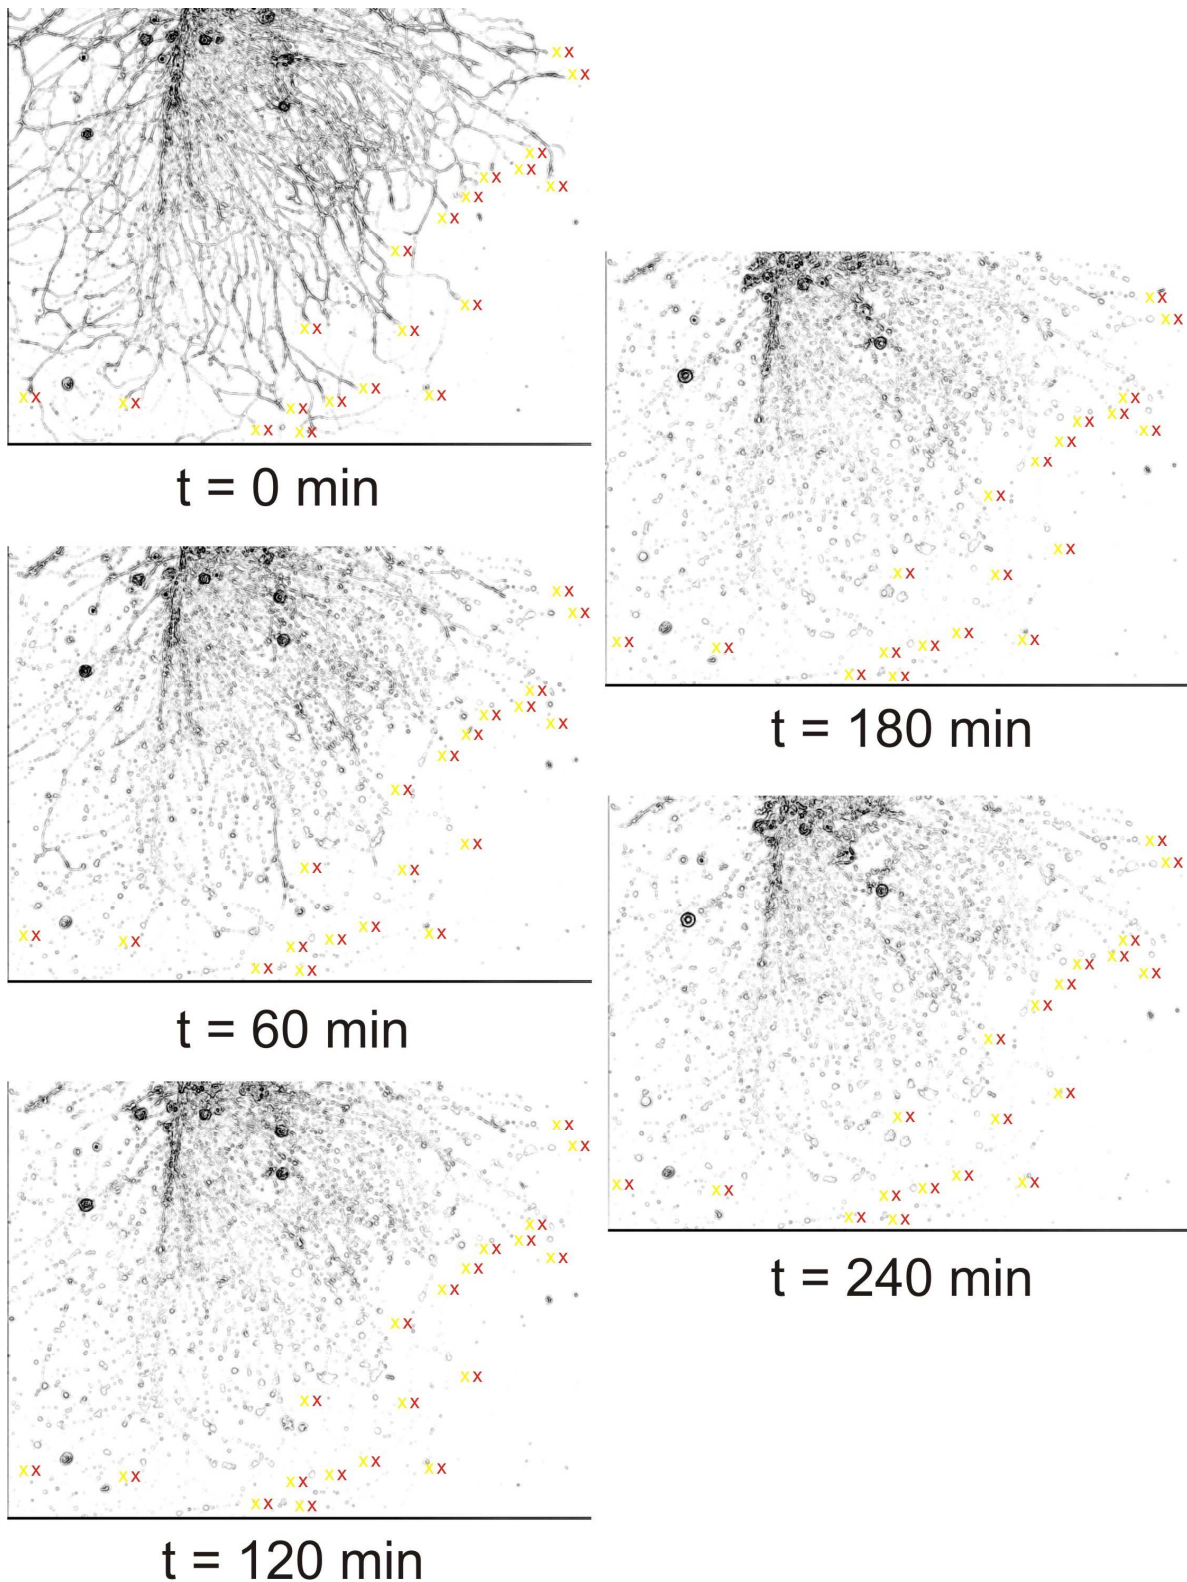 t = 0 min
t = 60 min
t = 120 min
t = 180 min
t = 240 min